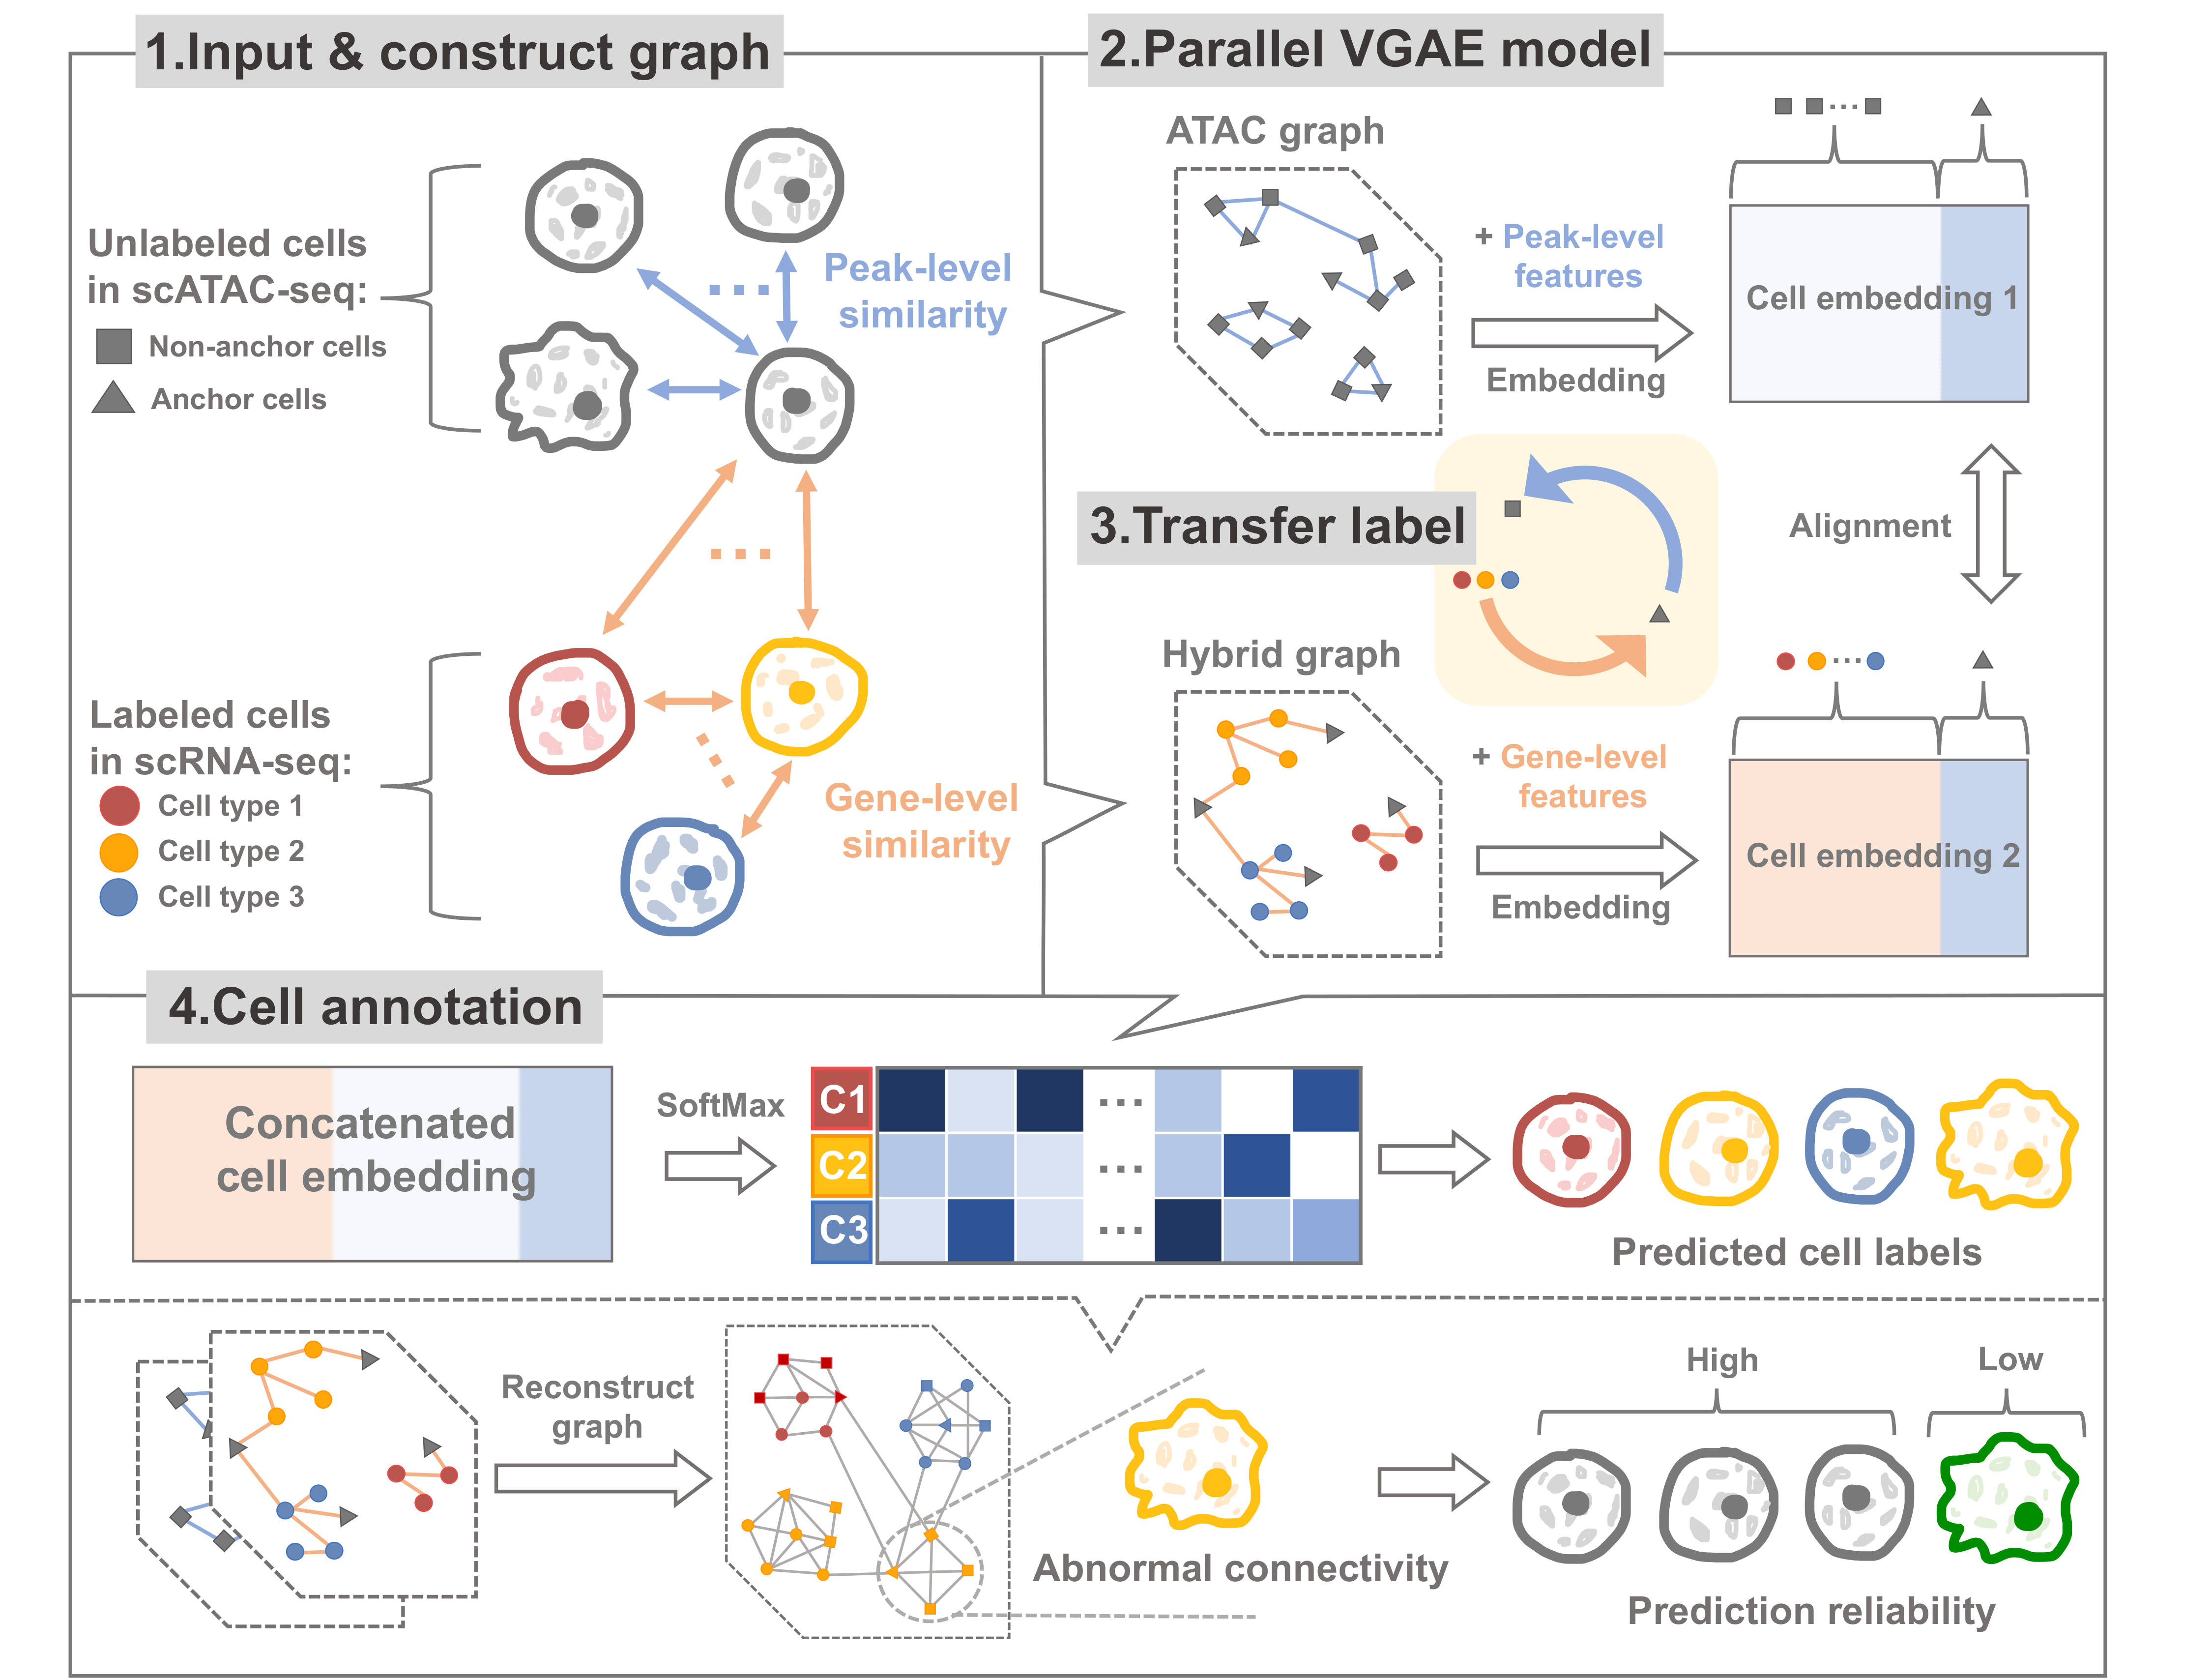 1.Input & construct graph
Unlabeled cells
in scATAC-seq:
Non-anchor cells
Anchor cells
Peak-level
similarity
Labeled cells
in scRNA-seq:
Cell type 1
Cell type 2
Cell type 3
Gene-level
similarity
2.Parallel VGAE model
ATAC graph
+ Peak-level
features
Embedding
Cell embedding 1
3.Transfer label
Alignment
Hybrid graph
+ Gene-level
features
Embedding
Cell embedding 2
4.Cell annotation
Concatenated
cell embedding
SoftMax
C1
C2
C3
Predicted cell labels
Reconstruct
graph
Abnormal connectivity
High
Low
Prediction reliability